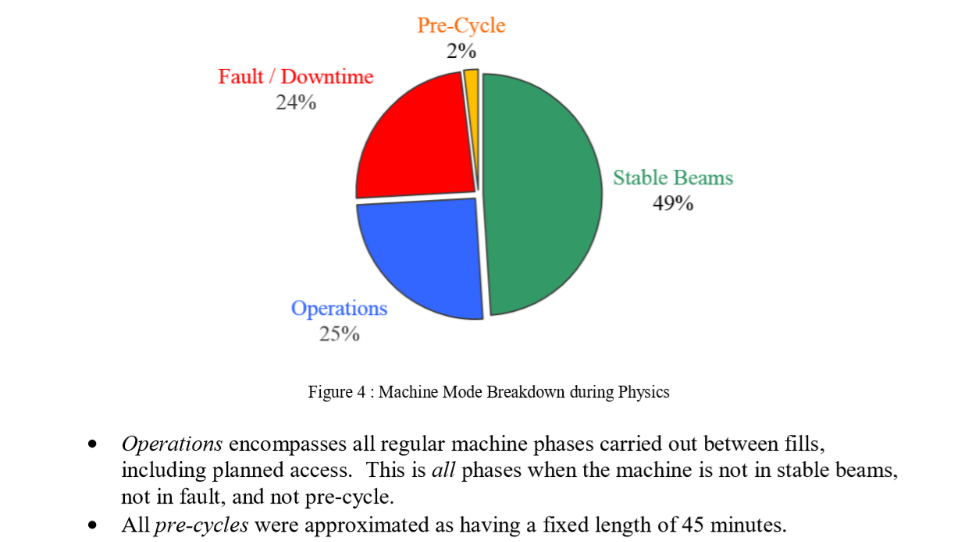 Pre-Cycle
2%
Fault / Downtime
24%
Stable Beams
49%
Operations
25%
Figure 4 : Machine Mode Breakdown during Physics
• Operations encompasses all regular machine phases carried out between fills,
including planned access.  This is all phases when the machine is not in stable beams,
not in fault, and not pre-cycle.
• All pre-cycles were approximated as having a fixed length of 45 minutes.